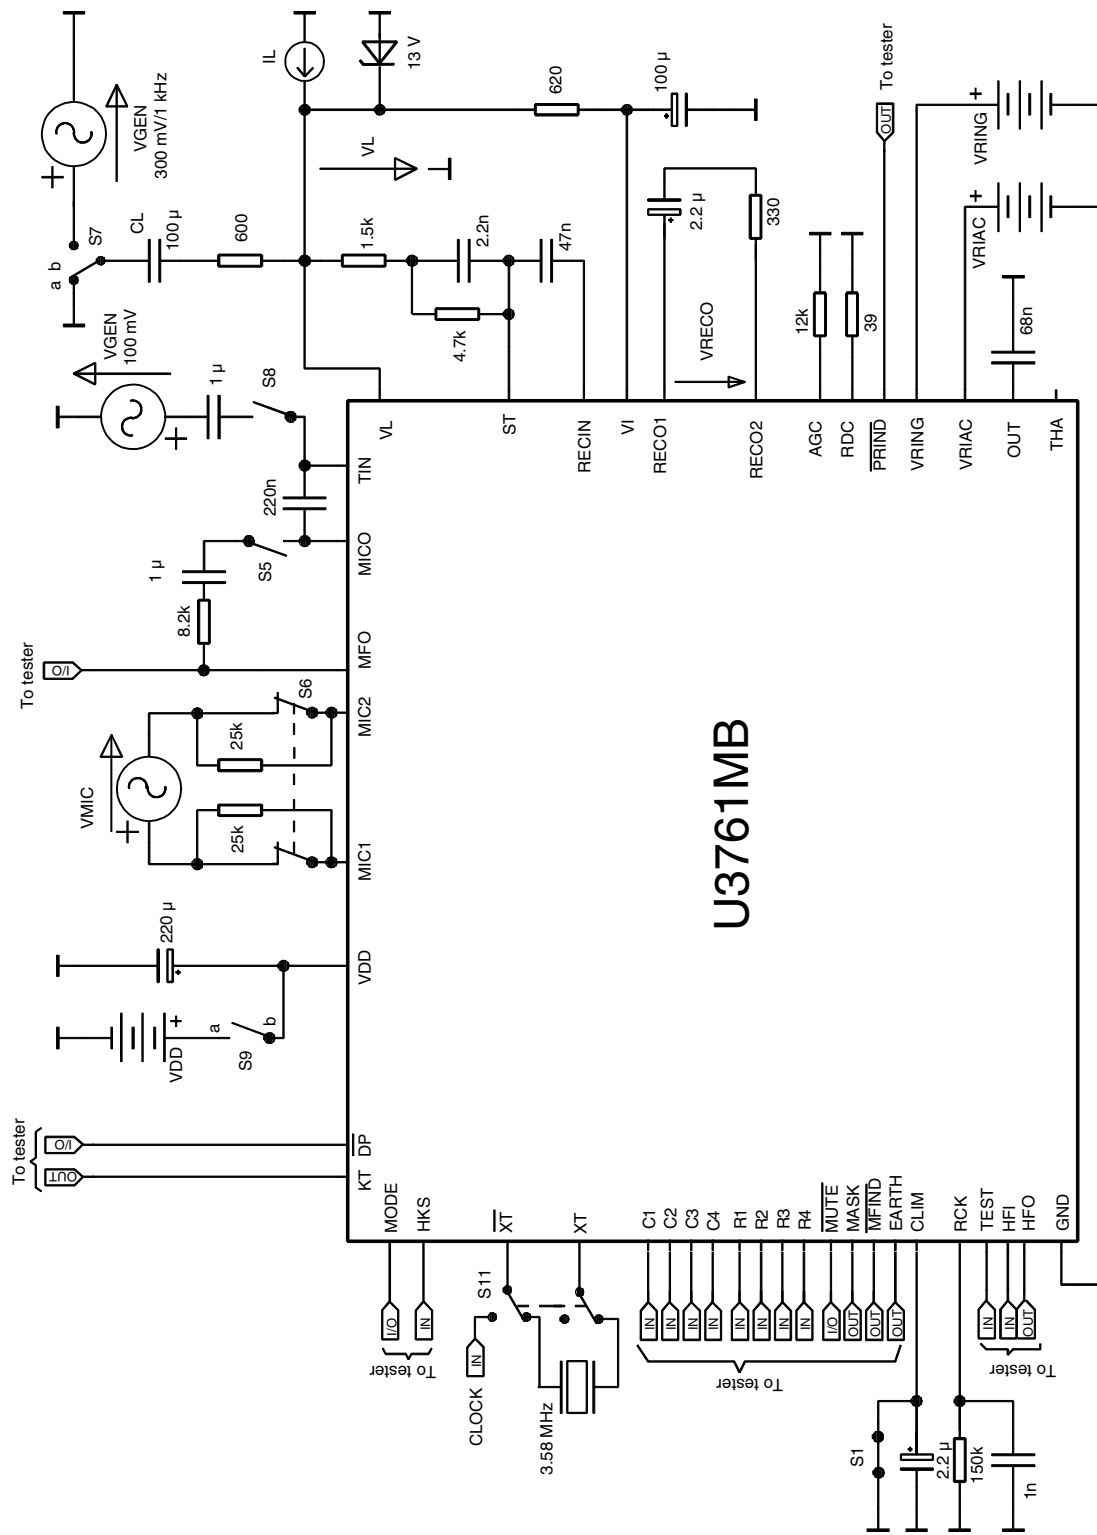 VGEN
300 mV/1 kHz
S7
a b
CL
100 µ
600
IL
13 V
VL
620
100 µ
1.5k
2.2n
47n
4.7k
VGEN
100 mV
1 µ
S8
220n
1 µ
8.2k
S5
To tester
O/I
VMIC
25k
25k
S6
220 µ
VDD
a
b
S9
To tester
O/I
OUT
2.2 µ
330
VRECO
12k
39
To tester
OUT
VRING
VRIAC
68n
VL
ST
RECIN
VI
RECO1
RECO2
AGC
RDC
PRIND
VRING
VRIAC
OUT
THA
TIN
MICO
MFO
MIC2
MIC1
VDD
DP
KT
U3761MB
MODE
HKS
XT
XT
C1
C2
C3
C4
R1
R2
R3
R4
MUTE
MASK
MFIND
EARTH
CLIM
RCK
TEST
HFI
HFO
GND
I/O
IN
To tester
S11
IN
CLOCK
3.58 MHz
IN
IN
IN
IN
IN
IN
IN
IN
I/O
OUT
OUT
OUT
To tester
IN
IN
OUT
To tester
S1
2.2 µ
150k
1n